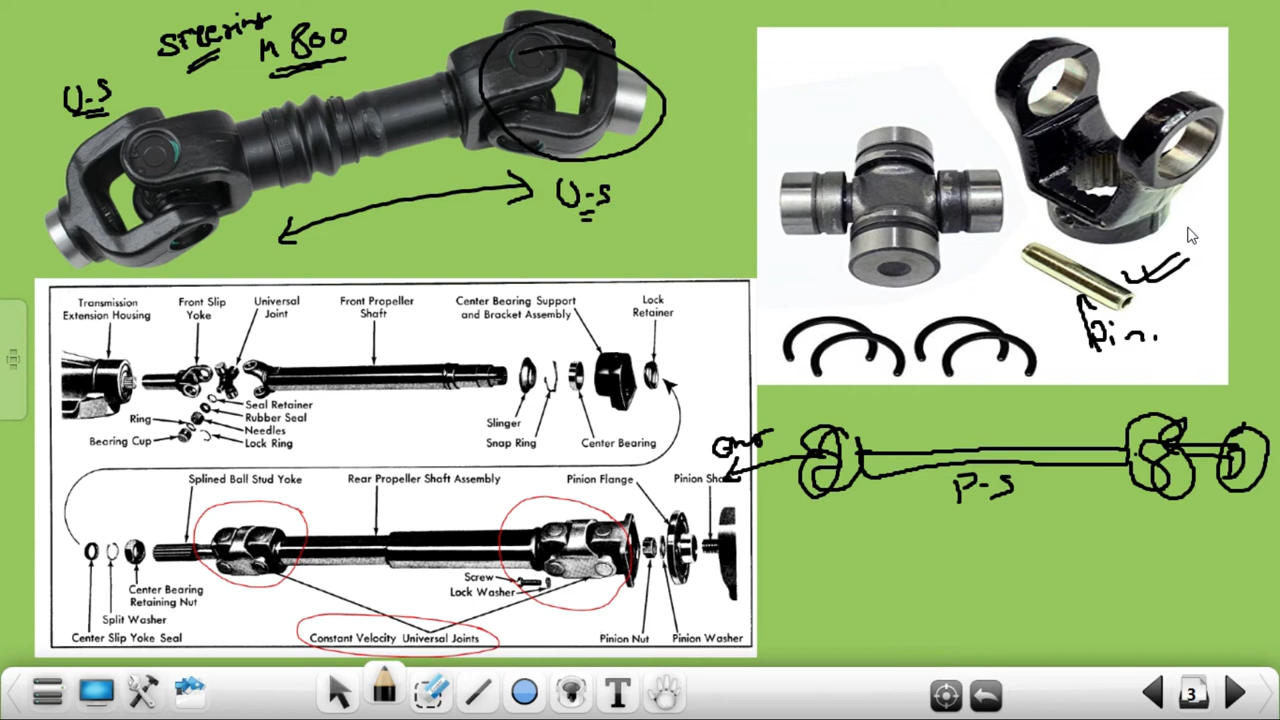 Steering
M 800
U-S
U-S
Transmission
Extension Housing
Front Slip
Yoke
Universal
Joint
Front Propeller
Shaft
Center Bearing Support
and Bracket Assembly
Lock
Retainer
Seal Retainer
Rubber Seal
Needles
Lock Ring
Ring
Bearing Cup
Slinger
Snap Ring
Center Bearing
Pin.
P-S
Splined Ball Stud Yoke
Rear Propeller Shaft Assembly
Pinion Flange
Pinion
Screw
Lock Washer
Center Bearing
Retaining Nut
Split Washer
Center Slip Yoke Seal
Constant Velocity Universal Joints
Pinion Nut
Pinion Washer
T
3